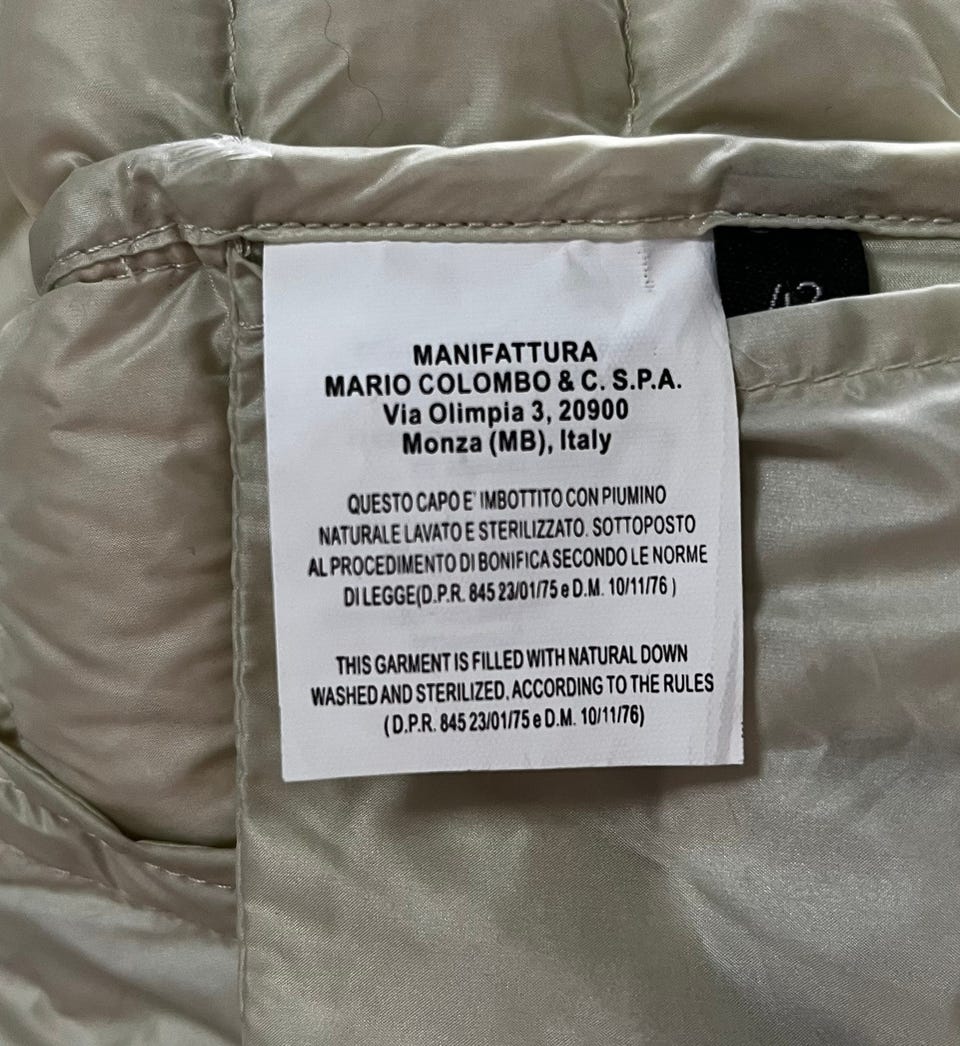 42
MANIFATTURA
MARIO COLOMBO & C. S.P.A.
Via Olimpia 3, 20900
Monza (MB), Italy
QUESTO CAPO E' IMBOTTITO CON PIUMINO
NATURALE LAVATO E STERILIZZATO. SOTTOPOSTO
AL PROCEDIMENTO DI BONIFICA SECONDO LE NORME
DI LEGGE(D.P.R. 845 23/01/75 e D.M. 10/11/76 )
THIS GARMENT IS FILLED WITH NATURAL DOWN
WASHED AND STERILIZED, ACCORDING TO THE RULES
( D.P.R. 845 23/01/75 e D.M. 10/11/76)